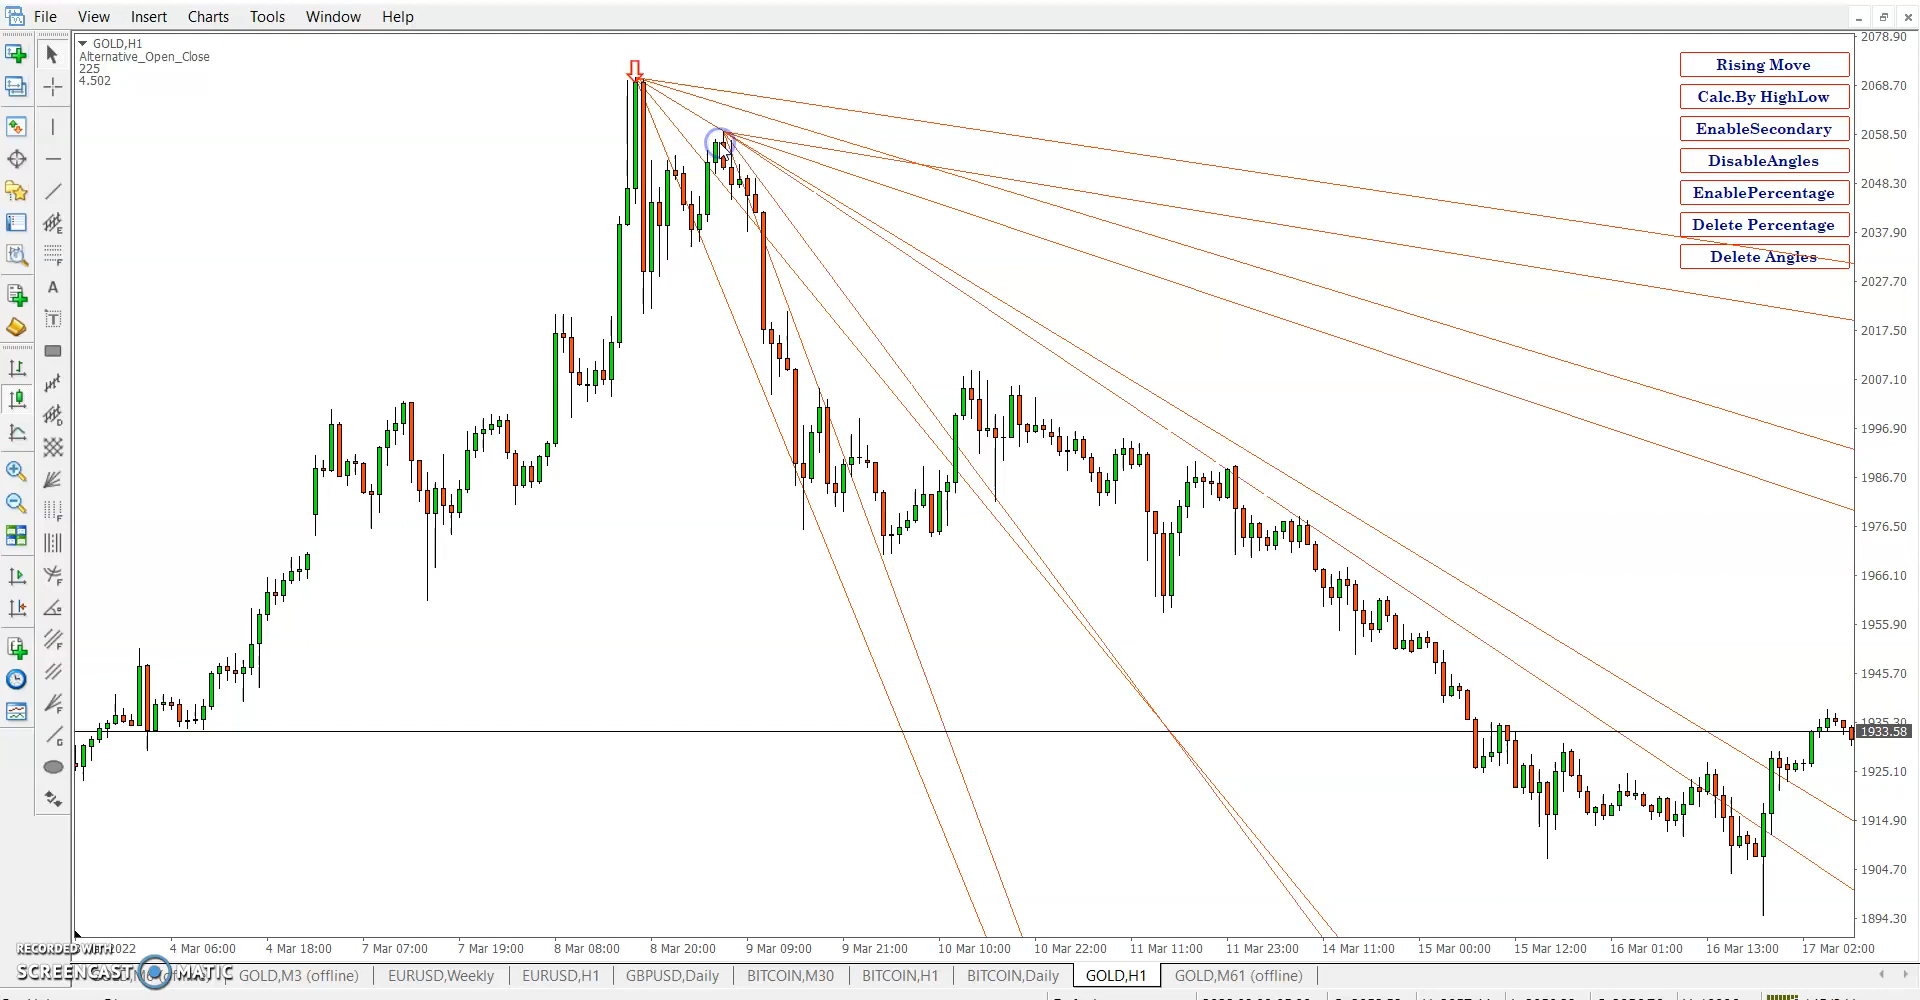 File View Insert Charts Tools Window Help
GOLD,H1
Alternative_Open_Close
225
4.502
Rising Move
Calc.By HighLow
EnableSecondary
DisableAngles
EnablePercentage
Delete Percentage
Delete Angles
2078.90
2068.70
2058.50
2048.30
2037.90
2027.70
2017.50
2007.10
1996.90
1986.70
1976.50
1966.10
1955.90
1945.70
1935.30
1933.58
1925.10
1914.90
1904.70
1894.30
2022 4 Mar 06:00 4 Mar 18:00 7 Mar 07:00 7 Mar 19:00 8 Mar 08:00 8 Mar 20:00 9 Mar 09:00 9 Mar 21:00 10 Mar 10:00 10 Mar 22:00 11 Mar 11:00 11 Mar 23:00 14 Mar 11:00 15 Mar 00:00 15 Mar 12:00 16 Mar 01:00 16 Mar 13:00 17 Mar 02:00
RECORDED WITH
SCREENCAST MATIC
GOLD,M3 (offline) EURUSD,Weekly EURUSD,H1 GBPUSD,Daily BITCOIN,M30 BITCOIN,H1 BITCOIN,Daily GOLD,H1 GOLD,M61 (offline)